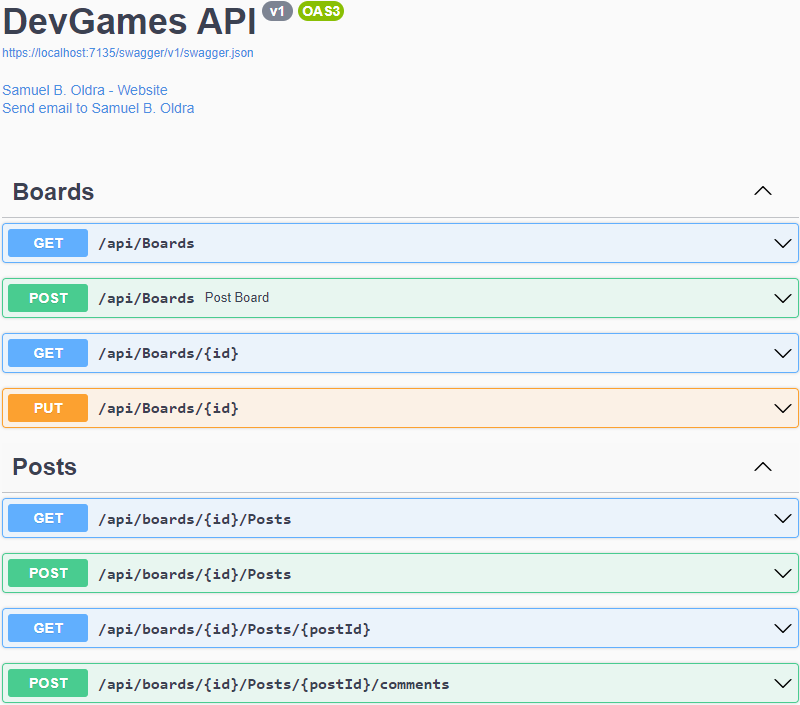 DevGames API v1 OAS3
https://localhost:7135/swagger/v1/swagger.json
Samuel B. Oldra - Website
Send email to Samuel B. Oldra
Boards
GET /api/Boards
POST /api/Boards Post Board
GET /api/Boards/{id}
PUT /api/Boards/{id}
Posts
GET /api/boards/{id}/Posts
POST /api/boards/{id}/Posts
GET /api/boards/{id}/Posts/{postId}
POST /api/boards/{id}/Posts/{postId}/comments